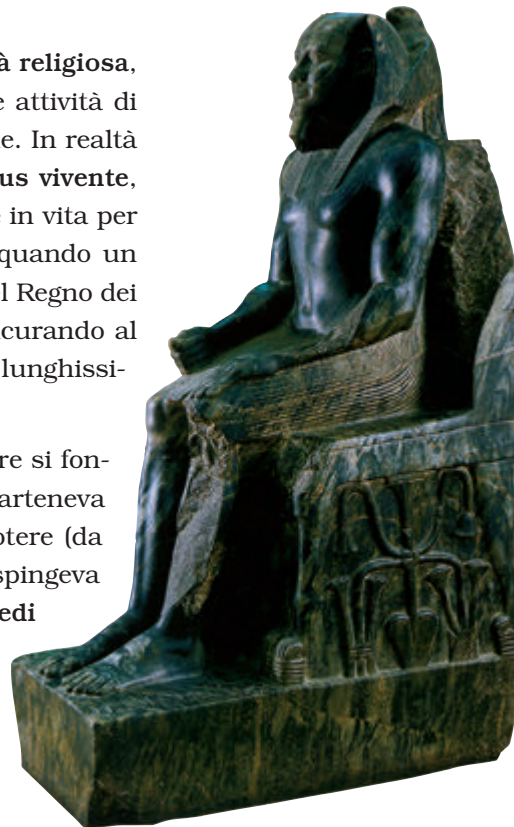 à religiosa,
e attività di
e. In realtà
us vivente,
e in vita per
quando un
l Regno dei
curando al
lunghissi-
re si fon-
arteneva
otere (da
spingeva
edi